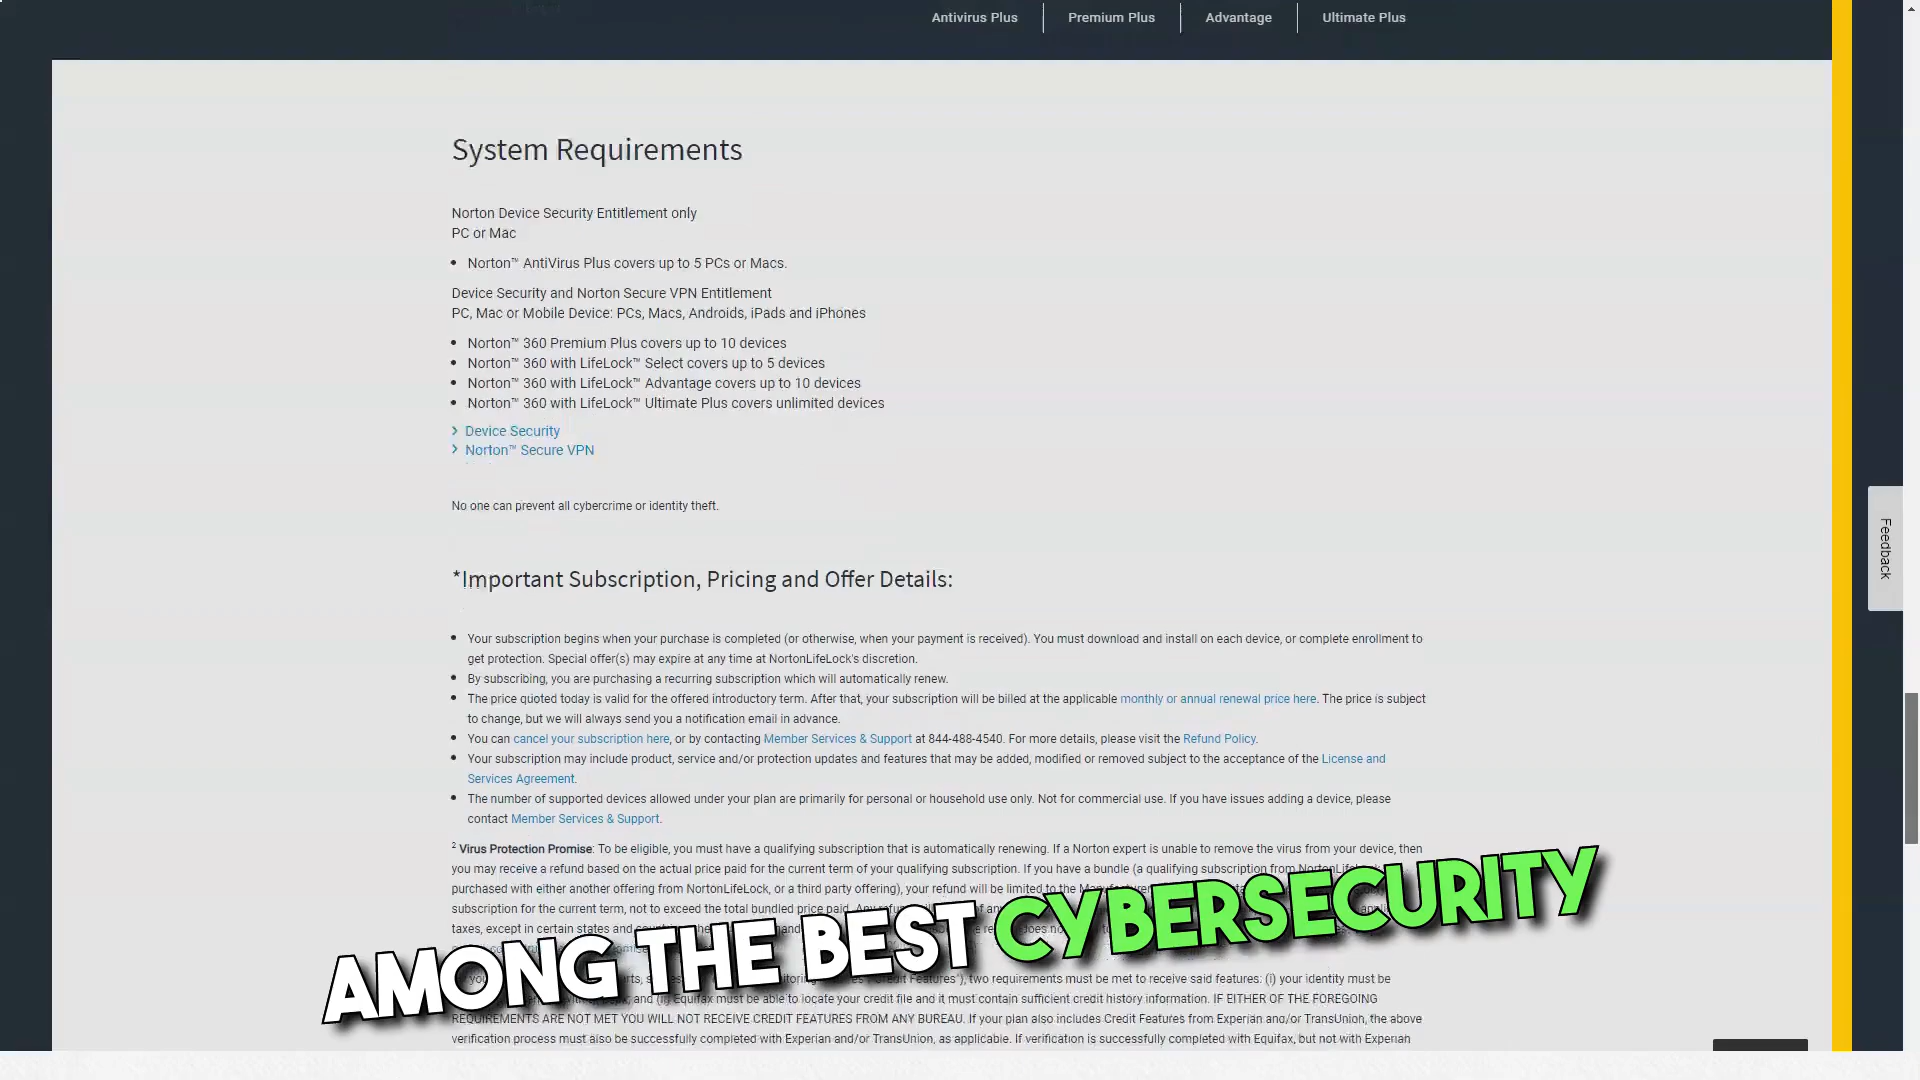 Antivirus Plus Premium Plus Advantage Ultimate Plus
System Requirements
Norton Device Security Entitlement only
PC or Mac
• Norton™ AntiVirus Plus covers up to 5 PCs or Macs.
Device Security and Norton Secure VPN Entitlement
PC, Mac or Mobile Device: PCs, Macs, Androids, iPads and iPhones
• Norton™ 360 Premium Plus covers up to 10 devices
• Norton™ 360 with LifeLock™ Select covers up to 5 devices
• Norton™ 360 with LifeLock™ Advantage covers up to 10 devices
• Norton™ 360 with LifeLock™ Ultimate Plus covers unlimited devices
Device Security
Norton™ Secure VPN
No one can prevent all cybercrime or identity theft.
Feedback
*Important Subscription, Pricing and Offer Details:
• Your subscription begins when your purchase is completed (or otherwise, when your payment is received). You must download and install on each device, or complete enrollment to
get protection. Special offer(s) may expire at any time at NortonLifeLock's discretion.
• By subscribing, you are purchasing a recurring subscription which will automatically renew.
• The price quoted today is valid for the offered introductory term. After that, your subscription will be billed at the applicable monthly or annual renewal price here. The price is subject
to change, but we will always send you a notification email in advance.
• You can cancel your subscription here, or by contacting Member Services & Support at 844-488-4540. For more details, please visit the Refund Policy.
• Your subscription may include product, service and/or protection updates and features that may be added, modified or removed subject to the acceptance of the License and
Services Agreement.
• The number of supported devices allowed under your plan are primarily for personal or household use only. Not for commercial use. If you have issues adding a device, please
contact Member Services & Support.
2 Virus Protection Promise: To be eligible, you must have a qualifying subscription that is automatically renewing. If a Norton expert is unable to remove the virus from your device, then
you may receive a refund based on the actual price paid for the current term of your qualifying subscription. If you have a bundle (a qualifying subscription from
purchased with either another offering from NortonLifeLock, or a third party offering), your refund will be limited to the
subscription for the current term, not to exceed the total bundled price paid.
taxes, except in certain states and
AMONG THE BEST CYBERSECURITY
two requirements must be met to receive said features: (i) your identity must be
and (ii) Equifax must be able to locate your credit file and it must contain sufficient credit history information. IF EITHER OF THE FOREGOING
REQUIREMENTS ARE NOT MET YOU WILL NOT RECEIVE CREDIT FEATURES FROM ANY BUREAU. If your plan also includes Credit Features from Experian and/or TransUnion, the above
verification process must also be successfully completed with Experian and/or TransUnion, as applicable. If verification is successfully completed with Equifax, but not with Experian